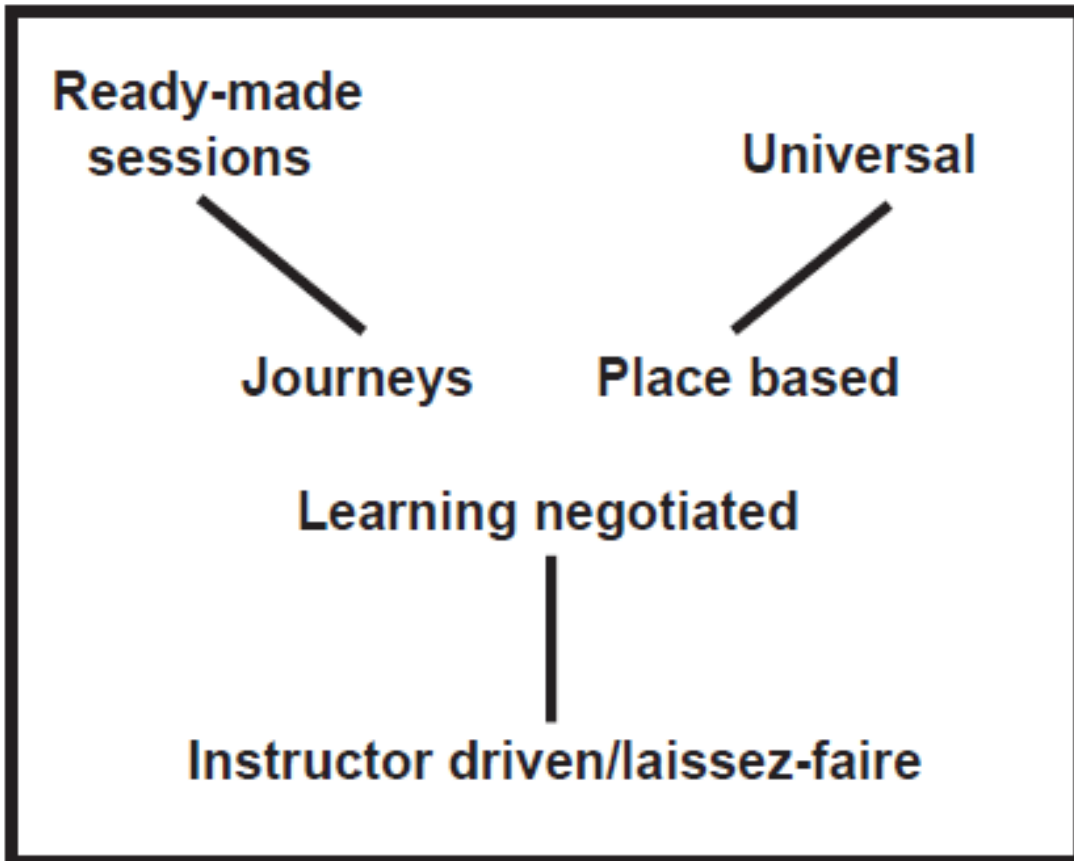 Ready-made
sessions
Universal
Journeys
Place based
Learning negotiated
Instructor driven/laissez-faire